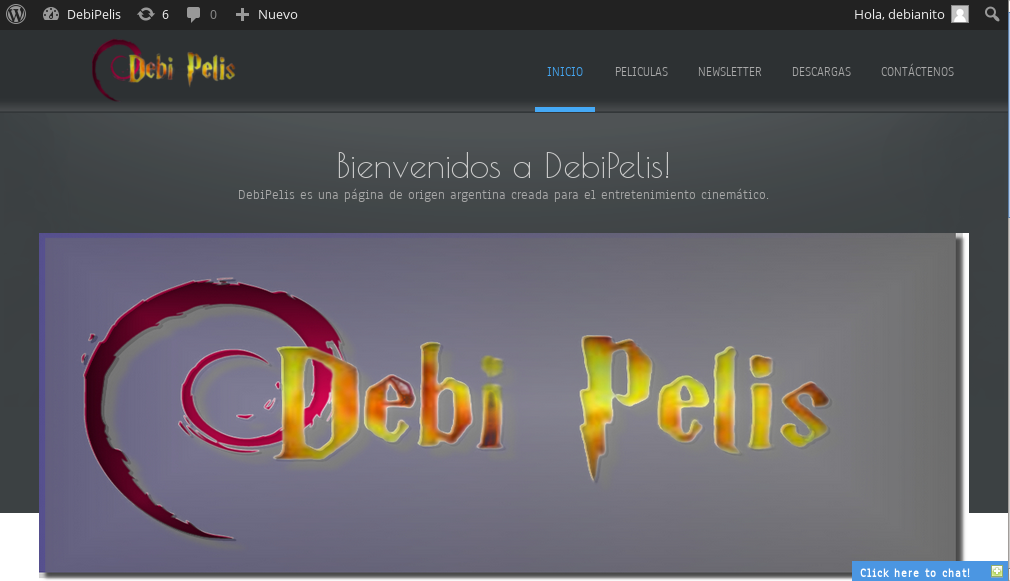 DebiPelis 6 0 Nuevo Hola, debianito
Debi Pelis
INICIO PELICULAS NEWSLETTER DESCARGAS CONTÁCTENOS
Bienvenidos a DebiPelis!
DebiPelis es una página de origen argentina creada para el entretenimiento cinemático.
Debi Pelis
Click here to chat!